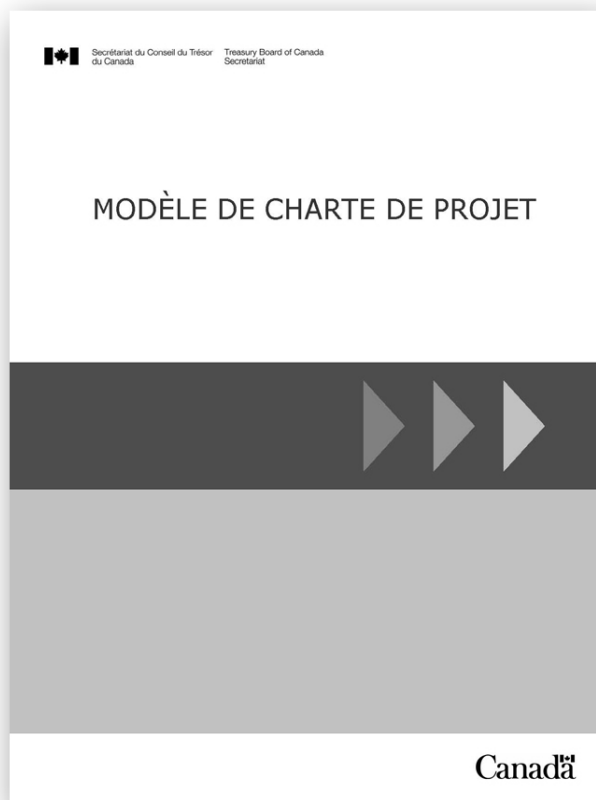 Secrétariat du Conseil du Trésor
du Canada
Treasury Board of Canada
Secretariat
MODÈLE DE CHARTE DE PROJET
Canada